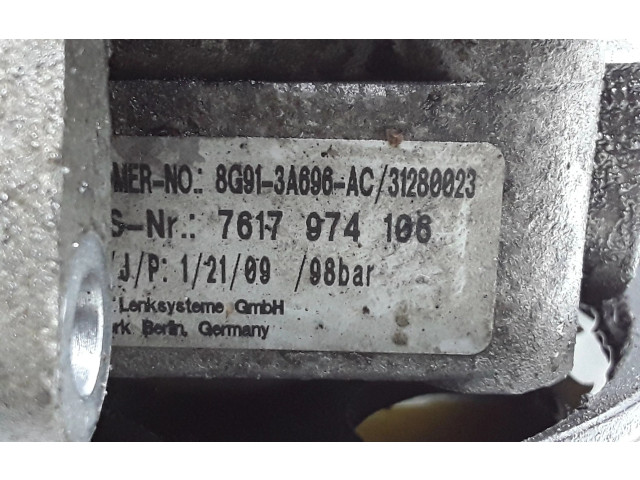 MER-NO.: 8G91-3A696-AC/31280023
S-Nr.: 7617 974 106
/J/P: 1/21/09 /98bar
Lenksysteme GmbH
rk Berlin, Germany